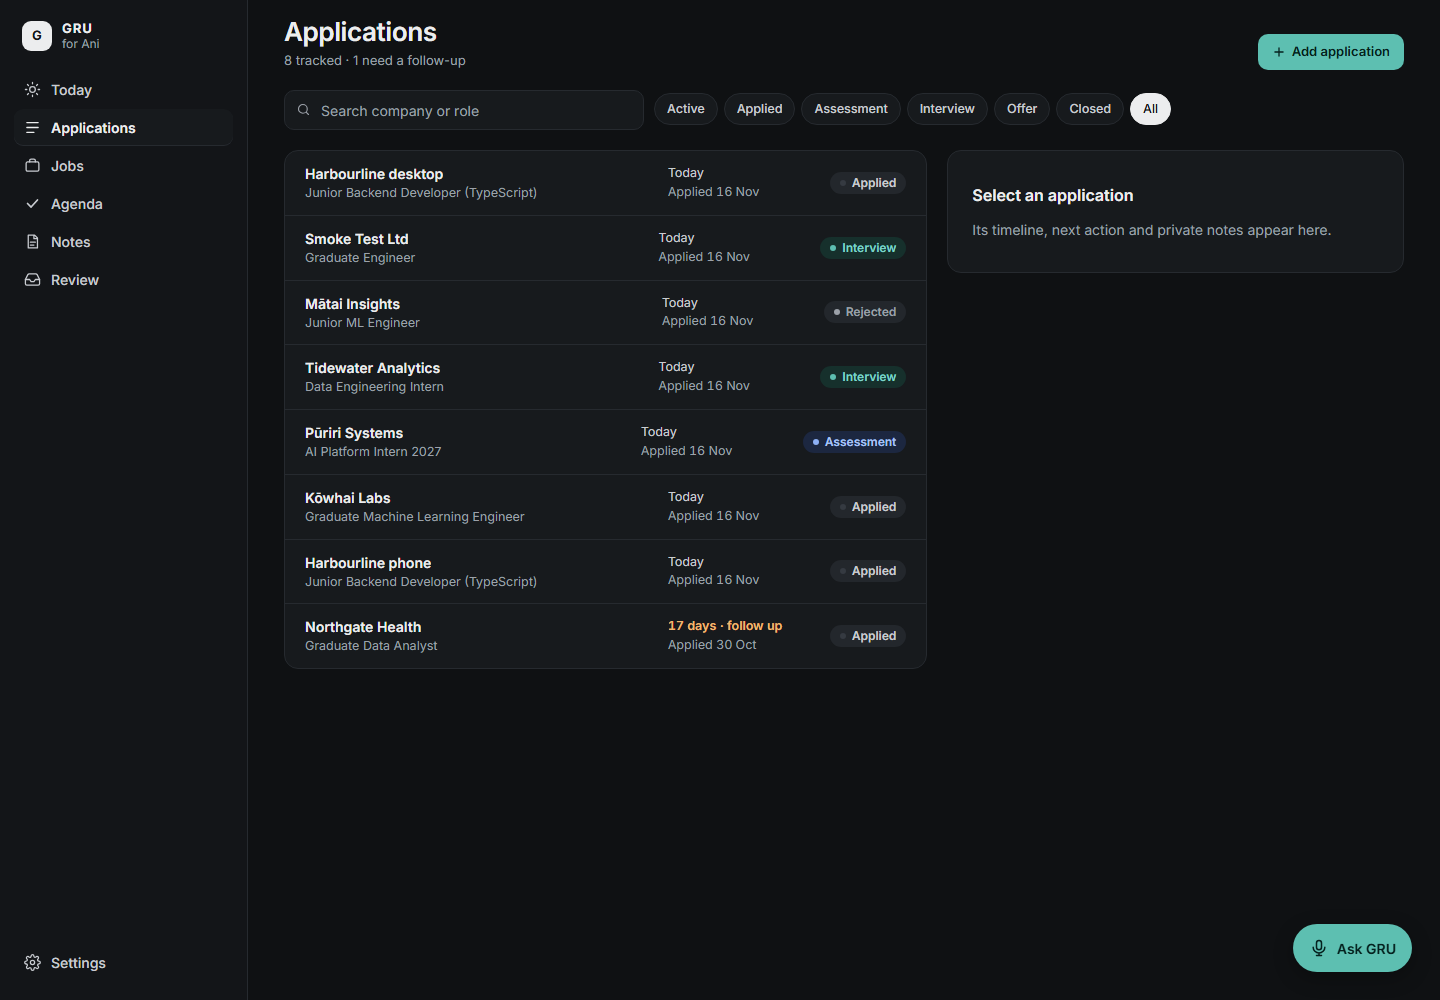 G
GRU
for Ani
Today
Applications
Jobs
Agenda
Notes
Review
Settings
Applications
8 tracked · 1 need a follow-up
+ Add application
Search company or role
Active
Applied
Assessment
Interview
Offer
Closed
All
Harbourline desktop
Junior Backend Developer (TypeScript)
Today
Applied 16 Nov
Applied
Smoke Test Ltd
Graduate Engineer
Today
Applied 16 Nov
Interview
Mātai Insights
Junior ML Engineer
Today
Applied 16 Nov
Rejected
Tidewater Analytics
Data Engineering Intern
Today
Applied 16 Nov
Interview
Pūriri Systems
AI Platform Intern 2027
Today
Applied 16 Nov
Assessment
Kōwhai Labs
Graduate Machine Learning Engineer
Today
Applied 16 Nov
Applied
Harbourline phone
Junior Backend Developer (TypeScript)
Today
Applied 16 Nov
Applied
Northgate Health
Graduate Data Analyst
17 days · follow up
Applied 30 Oct
Applied
Select an application
Its timeline, next action and private notes appear here.
Ask GRU